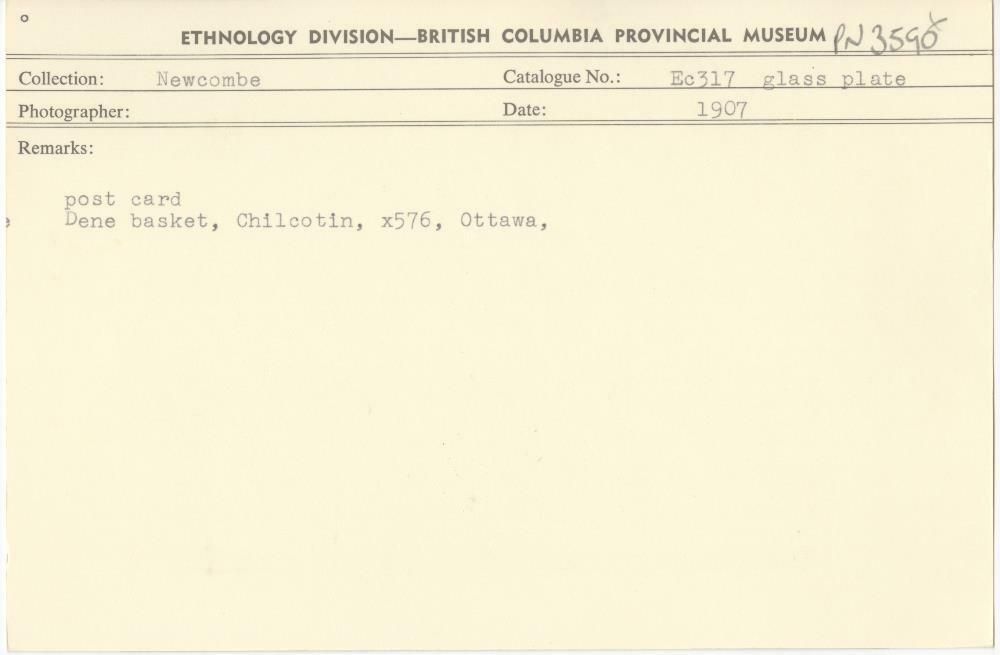 ETHNOLOGY DIVISION—BRITISH COLUMBIA PROVINCIAL MUSEUM PN 3590
Collection: Newcombe Catalogue No.: Ec317 glass plate
Photographer: Date: 1907
Remarks:
post card
Dene basket, Chilcotin, x576, Ottawa,